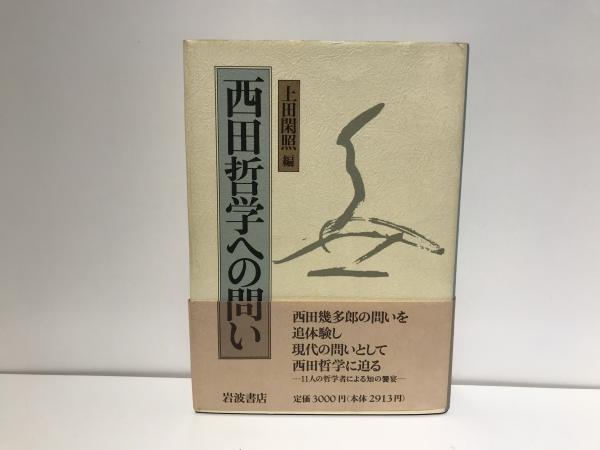 西田哲学への問い
上田閑照 編
西田幾多郎の問いを
追体験し
現代の問いとして
西田哲学に迫る
—11人の哲学者による知の饗宴—
岩波書店
定価3000円(本体2913円)